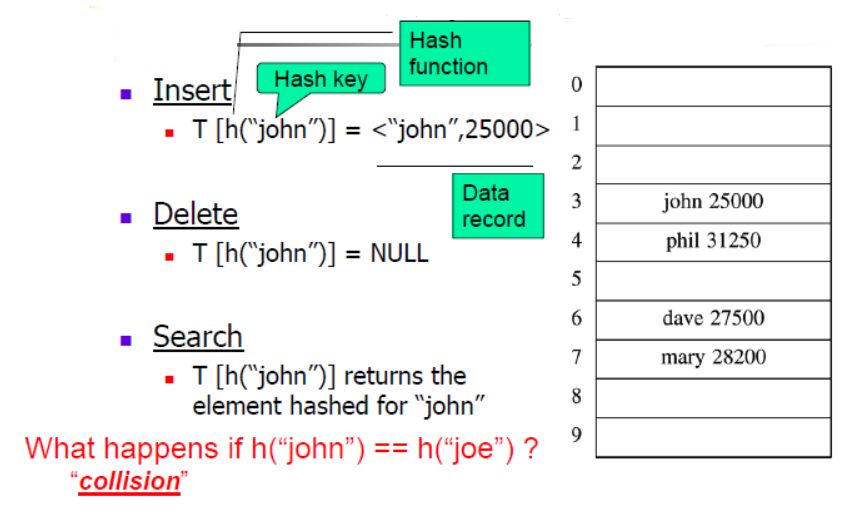 Hash
function
Hash key
Insert
T [h(“john”)] = <“john”,25000>
Data
record
Delete
T [h(“john”)] = NULL
Search
T [h(“john”)] returns the
element hashed for “john”
What happens if h(“john”) == h(“joe”) ?
“collision”
0
1
2
3 john 25000
4 phil 31250
5
6 dave 27500
7 mary 28200
8
9